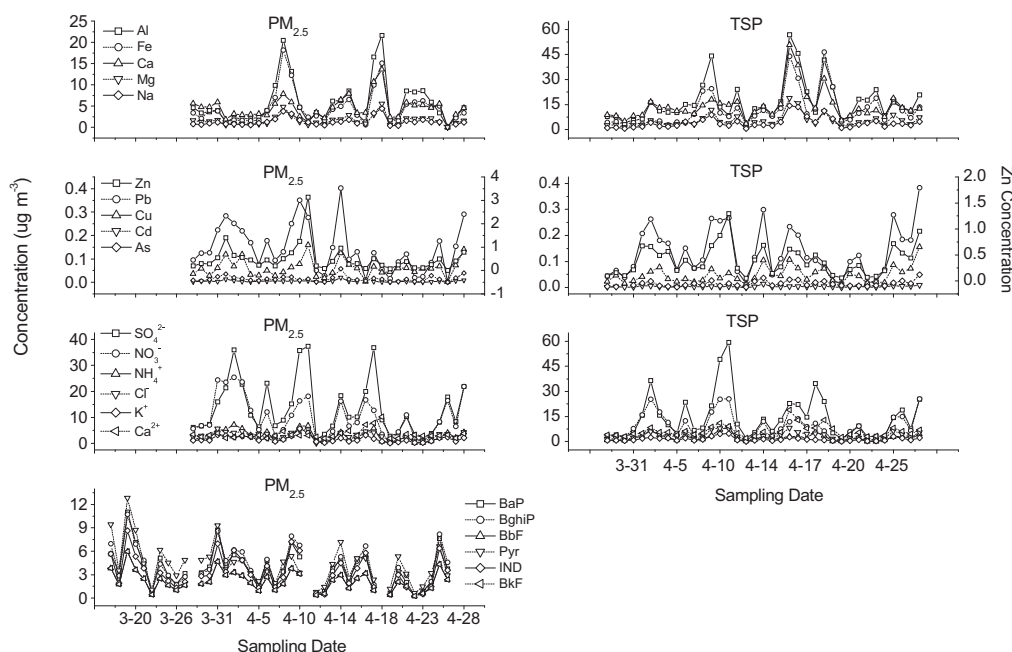 Concentration (ug m-3)
PM2.5
Al
Fe
Ca
Mg
Na
25
20
15
10
5
0
TSP
60
45
30
15
0
PM2.5
Zn
Pb
Cu
Cd
As
0.4
0.3
0.2
0.1
0.0
4
3
2
1
0
-1
TSP
0.4
0.3
0.2
0.1
0.0
2.0
1.5
1.0
0.5
0.0
Zn Concentration
PM2.5
SO4 2-
NO3 -
NH4 +
Cl-
K+
Ca2+
40
30
20
10
0
TSP
60
45
30
15
0
3-31 4-5 4-10 4-14 4-17 4-20 4-25
Sampling Date
PM2.5
12
9
6
3
0
BaP
BghiP
BbF
Pyr
IND
BkF
3-20 3-26 3-31 4-5 4-10 4-14 4-18 4-23 4-28
Sampling Date